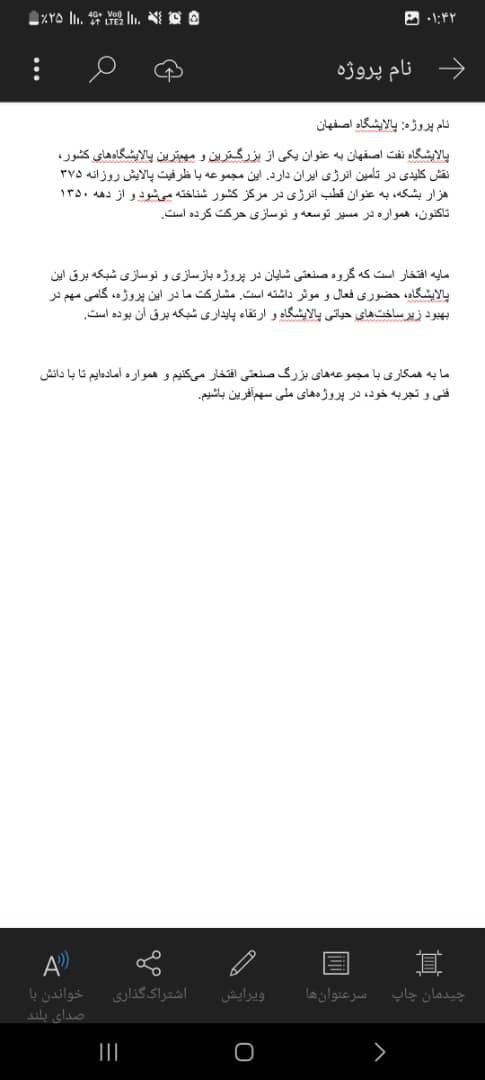 ۰۱:۴۲
٪۲۵
4G+
Vo))
LTE2
نام پروژه
نام پروژه: پالایشگاه اصفهان
پالایشگاه نفت اصفهان به عنوان یکی از بزرگ‌ترین و مهم‌ترین پالایشگاه‌های کشور،
نقش کلیدی در تأمین انرژی ایران دارد. این مجموعه با ظرفیت پالایش روزانه ۳۷۵
هزار بشکه، به عنوان قطب انرژی در مرکز کشور شناخته می‌شود و از دهه ۱۳۵۰
تاکنون، همواره در مسیر توسعه و نوسازی حرکت کرده است.
مایه افتخار است که گروه صنعتی شایان در پروژه بازسازی و نوسازی شبکه برق این
پالایشگاه، حضوری فعال و موثر داشته است. مشارکت ما در این پروژه، گامی مهم در
بهبود زیرساخت‌های حیاتی پالایشگاه و ارتقاء پایداری شبکه برق آن بوده است.
ما به همکاری با مجموعه‌های بزرگ صنعتی افتخار می‌کنیم و همواره آماده‌ایم تا با دانش
فنی و تجربه خود، در پروژه‌های ملی سهم‌آفرین باشیم.
چیدمان چاپ
سرعنوان‌ها
ویرایش
اشتراک‌گذاری
خواندن با
صدای بلند